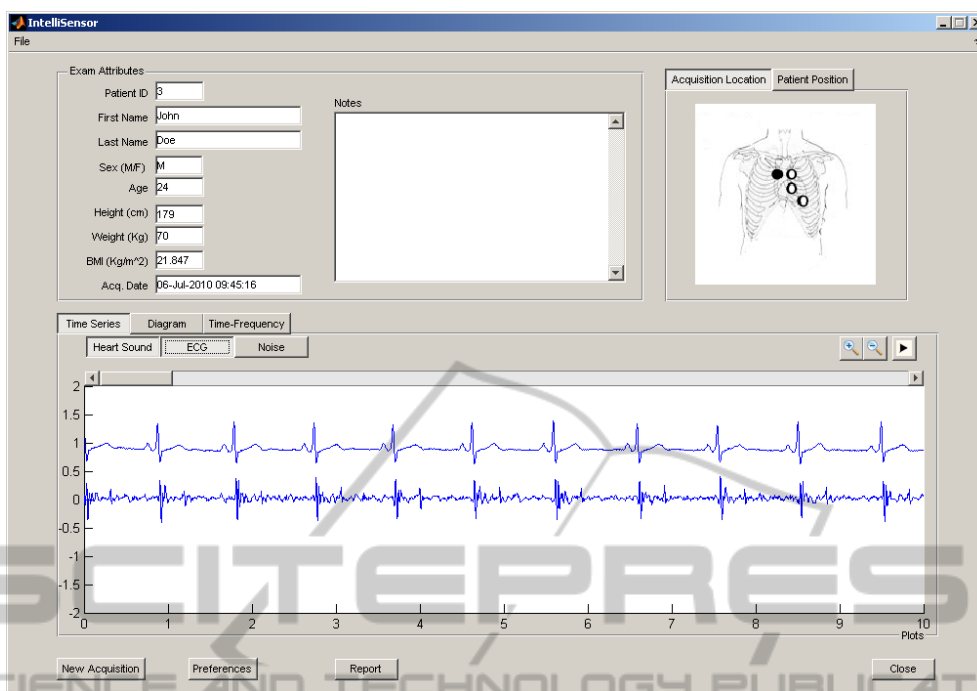 IntelliSensor
File
Exam Attributes
Patient ID 3
First Name John
Last Name Doe
Sex (M/F) M
Age 24
Height (cm) 179
Weight (Kg) 70
BMI (Kg/m^2) 21.847
Acq. Date 06-Jul-2010 09:45:16
Notes
Acquisition Location Patient Position
Time Series Diagram Time-Frequency
Heart Sound ECG Noise
2
1.5
1
0.5
0
-0.5
-1
-1.5
-2
0 1 2 3 4 5 6 7 8 9 10
Plots
New Acquisition Preferences Report Close
SCITEPRESS
SCIENCE AND TECHNOLOGY PUBLICAT